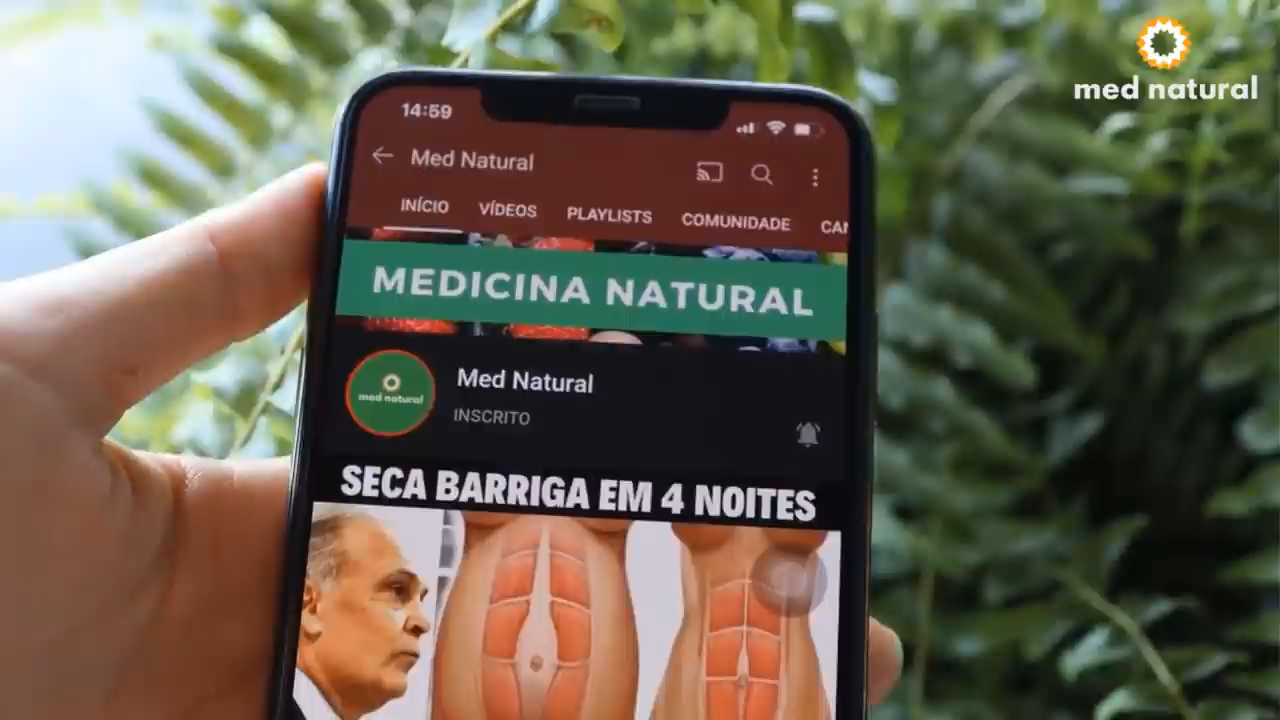 med natural
14:59
Med Natural
INÍCIO VÍDEOS PLAYLISTS COMUNIDADE CAN
MEDICINA NATURAL
med natural
Med Natural
INSCRITO
SECA BARRIGA EM 4 NOITES